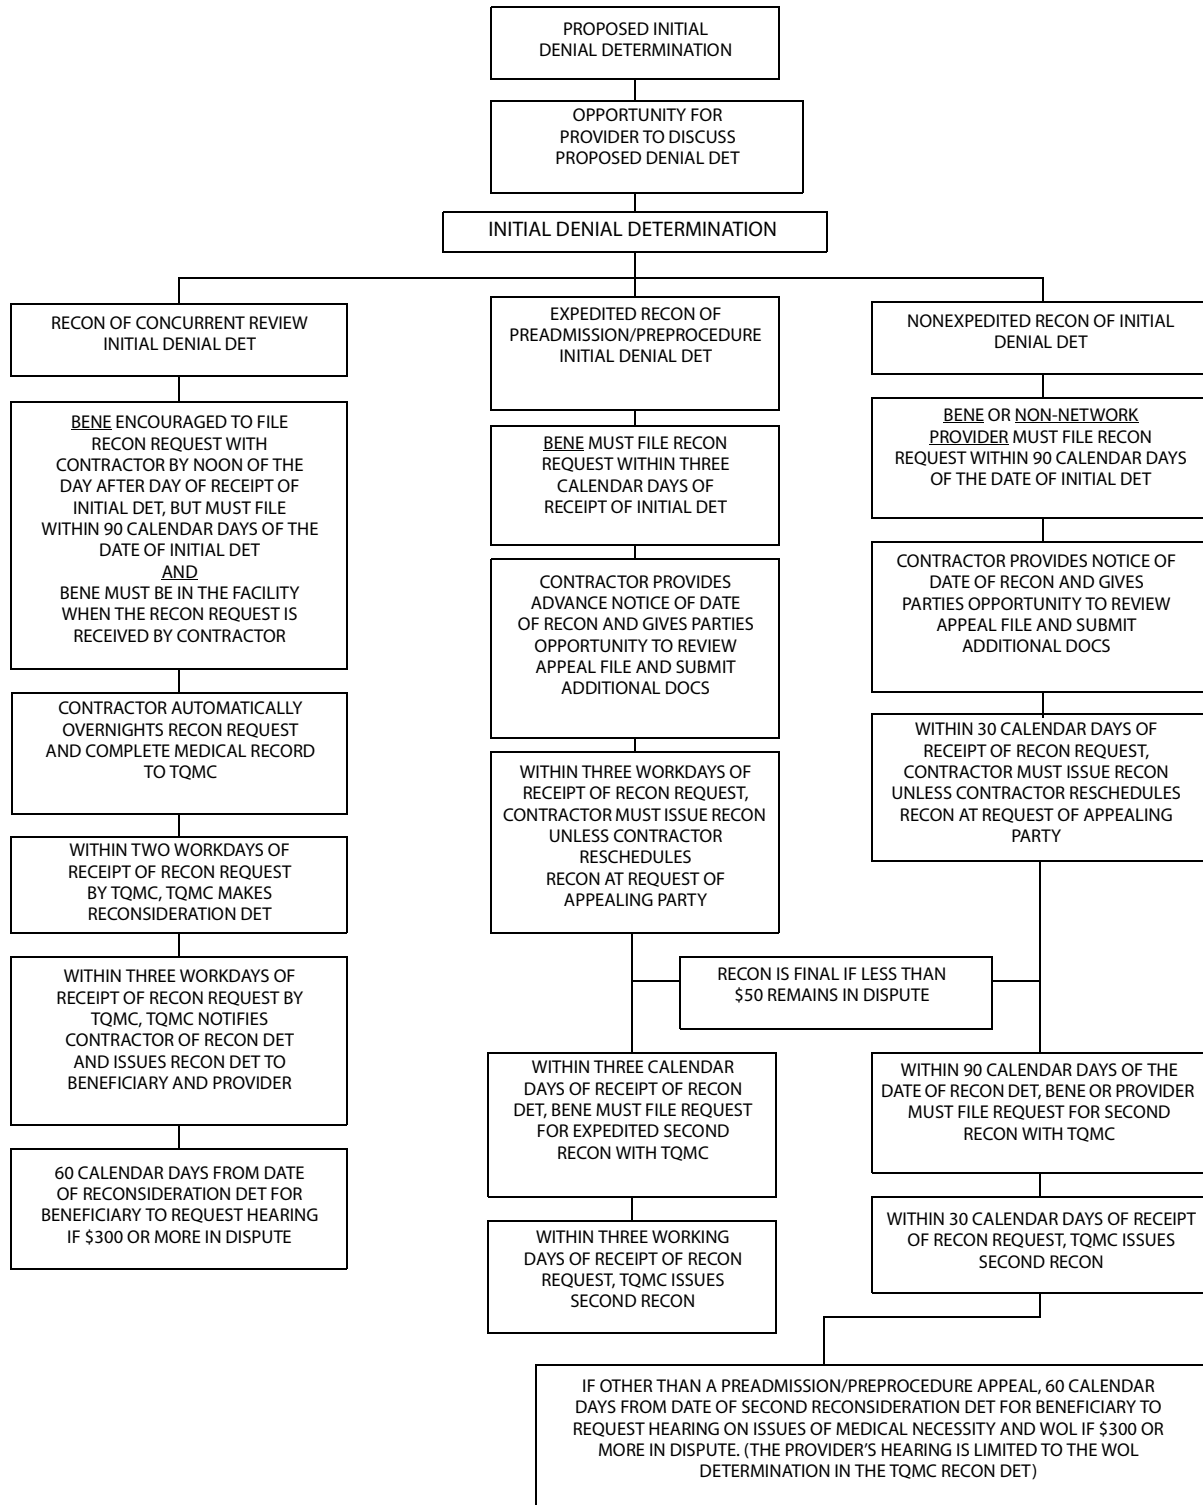 PROPOSED INITIAL
DENIAL DETERMINATION
OPPORTUNITY FOR
PROVIDER TO DISCUSS
PROPOSED DENIAL DET
INITIAL DENIAL DETERMINATION
RECON OF CONCURRENT REVIEW
INITIAL DENIAL DET
BENE ENCOURAGED TO FILE
RECON REQUEST WITH
CONTRACTOR BY NOON OF THE
DAY AFTER DAY OF RECEIPT OF
INITIAL DET, BUT MUST FILE
WITHIN 90 CALENDAR DAYS OF THE
DATE OF INITIAL DET
AND
BENE MUST BE IN THE FACILITY
WHEN THE RECON REQUEST IS
RECEIVED BY CONTRACTOR
CONTRACTOR AUTOMATICALLY
OVERNIGHTS RECON REQUEST
AND COMPLETE MEDICAL RECORD
TO TQMC
WITHIN TWO WORKDAYS OF
RECEIPT OF RECON REQUEST
BY TQMC, TQMC MAKES
RECONSIDERATION DET
WITHIN THREE WORKDAYS OF
RECEIPT OF RECON REQUEST BY
TQMC, TQMC NOTIFIES
CONTRACTOR OF RECON DET
AND ISSUES RECON DET TO
BENEFICIARY AND PROVIDER
60 CALENDAR DAYS FROM DATE
OF RECONSIDERATION DET FOR
BENEFICIARY TO REQUEST HEARING
IF $300 OR MORE IN DISPUTE
EXPEDITED RECON OF
PREADMISSION/PREPROCEDURE
INITIAL DENIAL DET
BENE MUST FILE RECON
REQUEST WITHIN THREE
CALENDAR DAYS OF
RECEIPT OF INITIAL DET
CONTRACTOR PROVIDES
ADVANCE NOTICE OF DATE
OF RECON AND GIVES PARTIES
OPPORTUNITY TO REVIEW
APPEAL FILE AND SUBMIT
ADDITIONAL DOCS
WITHIN THREE WORKDAYS OF
RECEIPT OF RECON REQUEST,
CONTRACTOR MUST ISSUE RECON
UNLESS CONTRACTOR
RESCHEDULES
RECON AT REQUEST OF
APPEALING PARTY
RECON IS FINAL IF LESS THAN
$50 REMAINS IN DISPUTE
WITHIN THREE CALENDAR
DAYS OF RECEIPT OF RECON
DET, BENE MUST FILE REQUEST
FOR EXPEDITED SECOND
RECON WITH TQMC
WITHIN THREE WORKING
DAYS OF RECEIPT OF RECON
REQUEST, TQMC ISSUES
SECOND RECON
NONEXPEDITED RECON OF INITIAL
DENIAL DET
BENE OR NON-NETWORK
PROVIDER MUST FILE RECON
REQUEST WITHIN 90 CALENDAR DAYS
OF THE DATE OF INITIAL DET
CONTRACTOR PROVIDES NOTICE OF
DATE OF RECON AND GIVES
PARTIES OPPORTUNITY TO REVIEW
APPEAL FILE AND SUBMIT
ADDITIONAL DOCS
WITHIN 30 CALENDAR DAYS OF
RECEIPT OF RECON REQUEST,
CONTRACTOR MUST ISSUE RECON
UNLESS CONTRACTOR RESCHEDULES
RECON AT REQUEST OF APPEALING
PARTY
WITHIN 90 CALENDAR DAYS OF THE
DATE OF RECON DET, BENE OR PROVIDER
MUST FILE REQUEST FOR SECOND
RECON WITH TQMC
WITHIN 30 CALENDAR DAYS OF RECEIPT
OF RECON REQUEST, TQMC ISSUES
SECOND RECON
IF OTHER THAN A PREADMISSION/PREPROCEDURE APPEAL, 60 CALENDAR
DAYS FROM DATE OF SECOND RECONSIDERATION DET FOR BENEFICIARY TO
REQUEST HEARING ON ISSUES OF MEDICAL NECESSITY AND WOL IF $300 OR
MORE IN DISPUTE. (THE PROVIDER'S HEARING IS LIMITED TO THE WOL
DETERMINATION IN THE TQMC RECON DET)